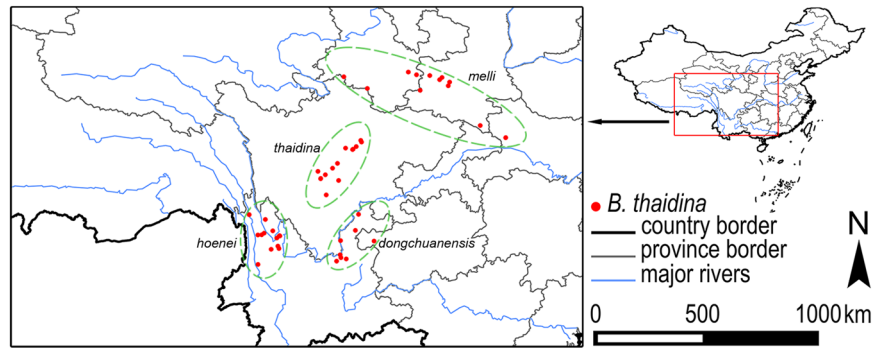 melli
thaidina
hoenei
dongchuanensis
B. thaidina
country border
province border
major rivers
N
0 500 1000 km